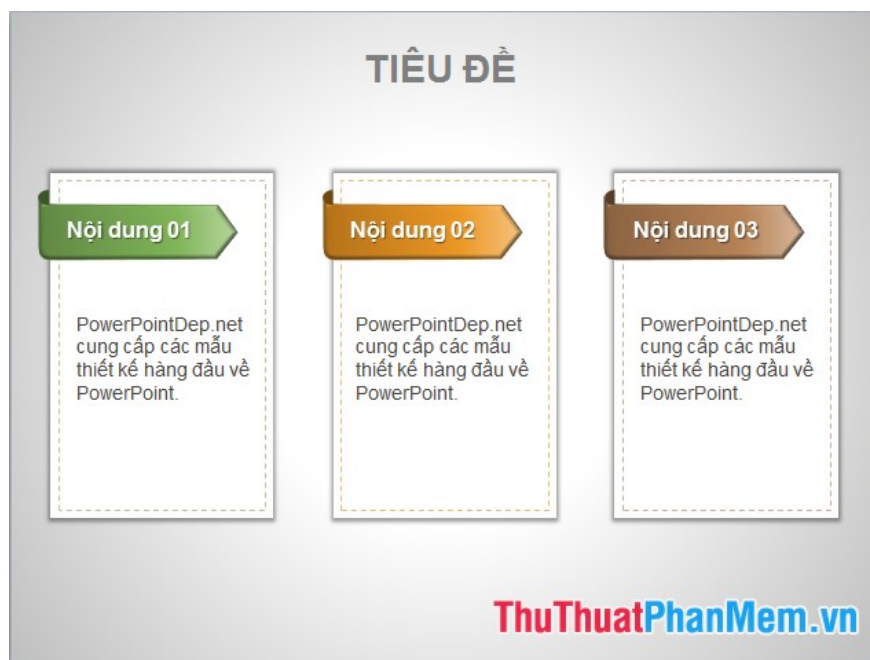 TIÊU ĐỀ
Nội dung 01
PowerPointDep.net
cung cấp các mẫu
thiết kế hàng đầu về
PowerPoint.
Nội dung 02
PowerPointDep.net
cung cấp các mẫu
thiết kế hàng đầu về
PowerPoint.
Nội dung 03
PowerPointDep.net
cung cấp các mẫu
thiết kế hàng đầu về
PowerPoint.
ThuThuatPhanMem.vn